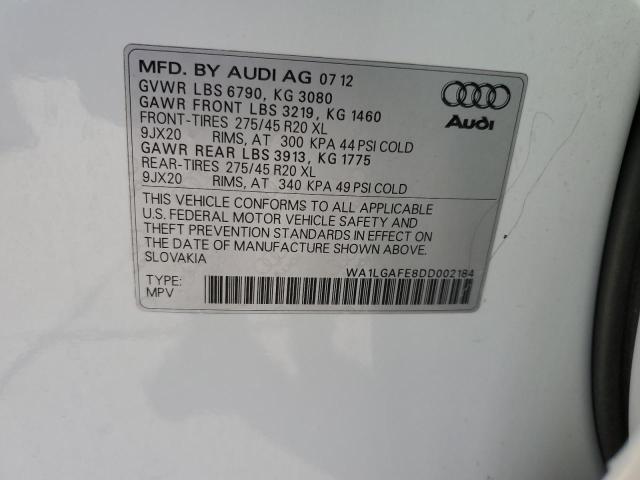 MFD. BY AUDI AG 07 12
GVWR LBS 6790, KG 3080
GAWR FRONT LBS 3219, KG 1460
FRONT-TIRES 275/45 R20 XL
9JX20 RIMS, AT 300 KPA 44 PSI COLD
GAWR REAR LBS 3913, KG 1775
REAR-TIRES 275/45 R20 XL
9JX20 RIMS, AT 340 KPA 49 PSI COLD
Audi
THIS VEHICLE CONFORMS TO ALL APPLICABLE
U.S. FEDERAL MOTOR VEHICLE SAFETY AND
THEFT PREVENTION STANDARDS IN EFFECT ON
THE DATE OF MANUFACTURE SHOWN ABOVE.
SLOVAKIA
WA1LGAFE8DD002184
TYPE:
MPV